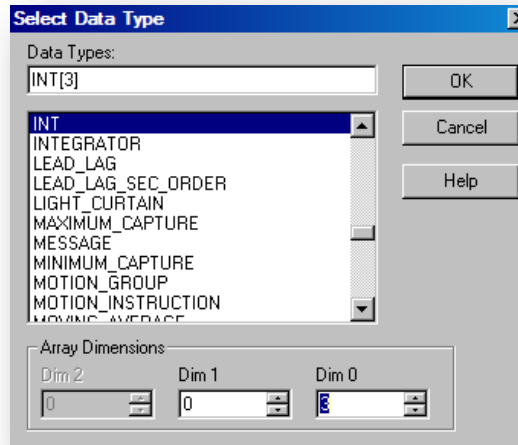 Select Data Type
Data Types:
INT[3]
OK
INT
INTEGRATOR
LEAD_LAG
LEAD_LAG_SEC_ORDER
LIGHT_CURTAIN
MAXIMUM_CAPTURE
MESSAGE
MINIMUM_CAPTURE
MOTION_GROUP
MOTION_INSTRUCTION
MOVING_AVERAGE
Cancel
Help
Array Dimensions
Dim 2 Dim 1 Dim 0
0 0 3